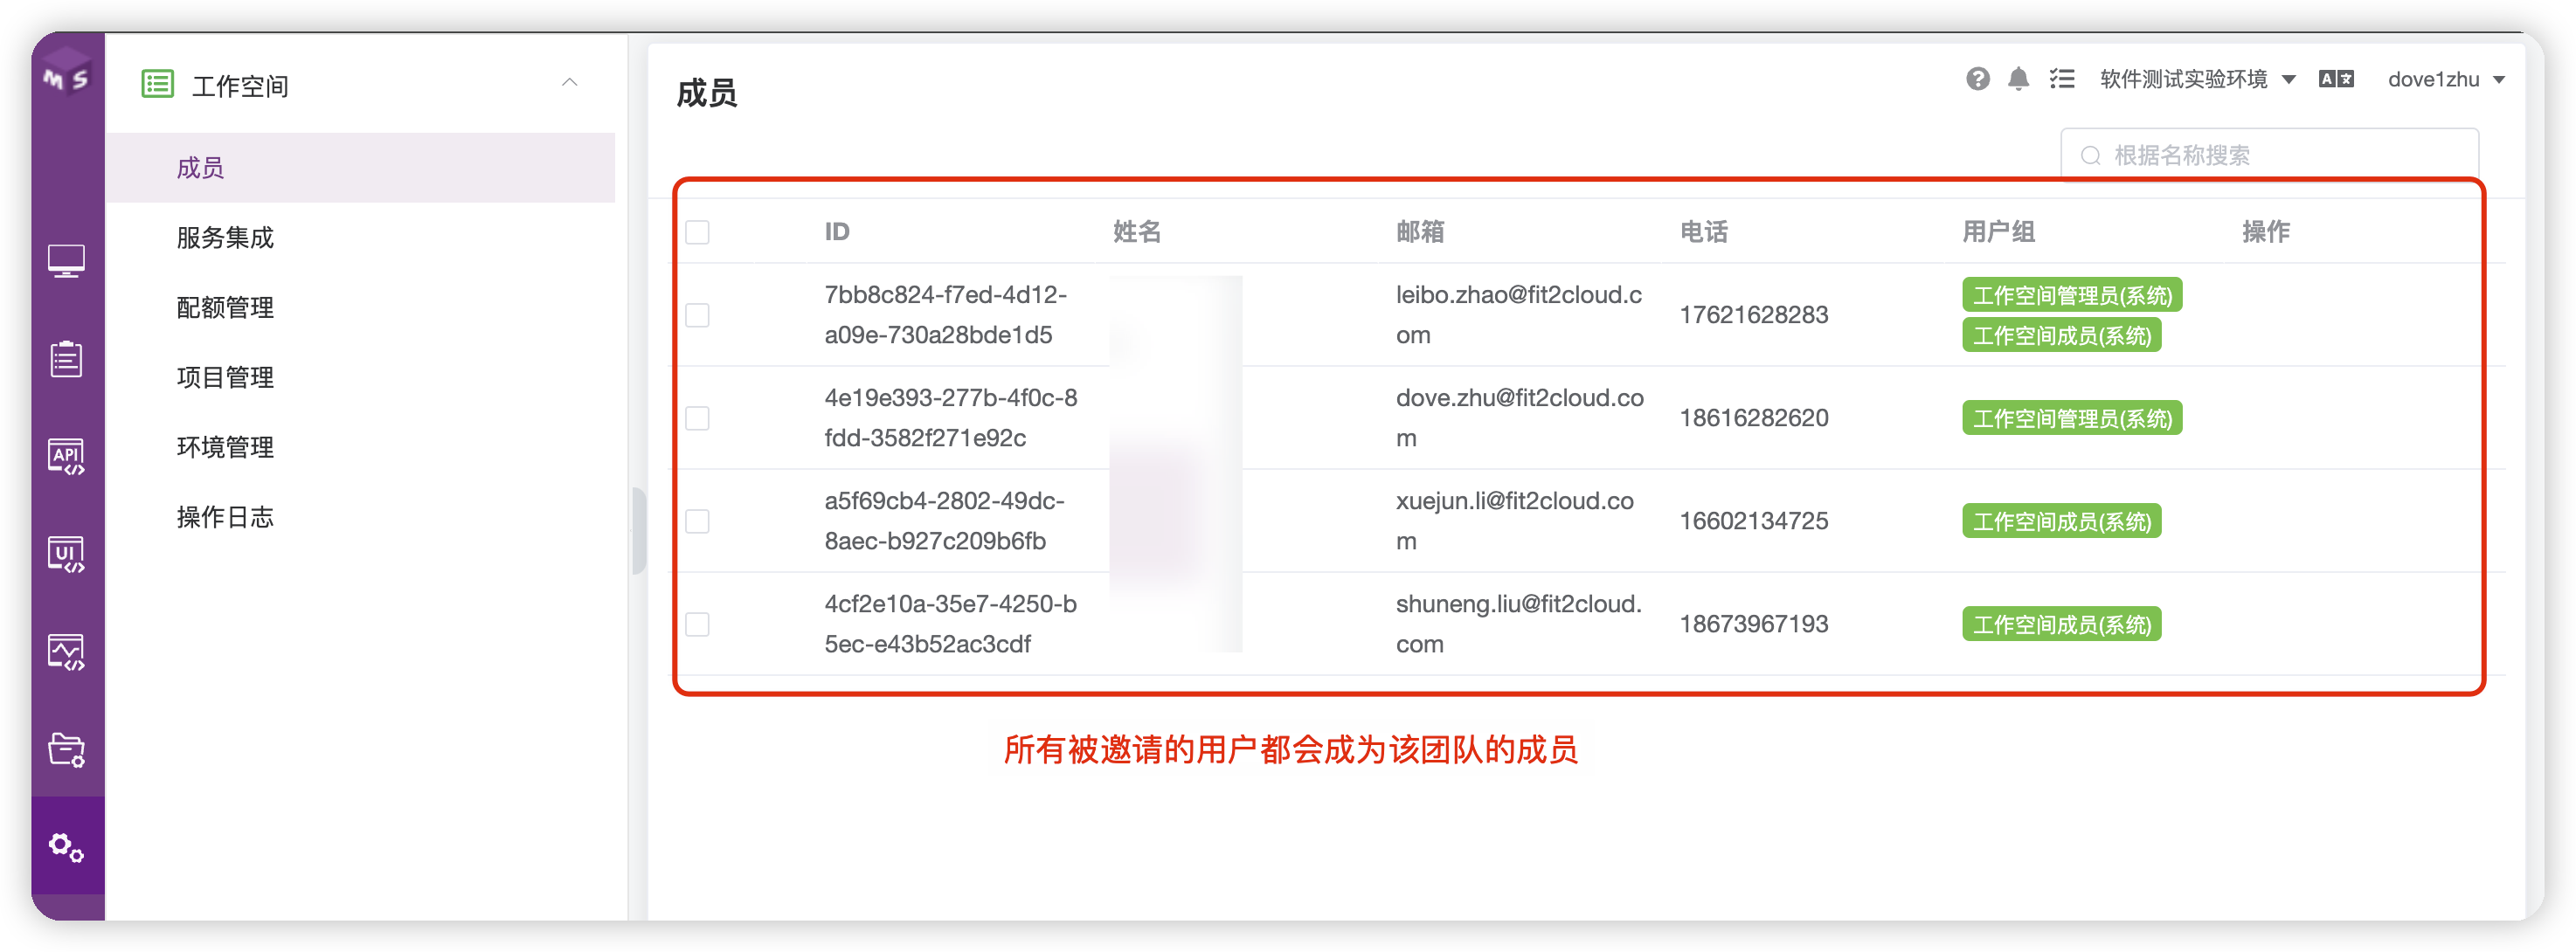 MS
工作空间
成员
服务集成
配额管理
项目管理
环境管理
操作日志
API
UI
成员
软件测试实验环境
A文
dove1zhu
根据名称搜索
ID 姓名 邮箱 电话 用户组 操作
7bb8c824-f7ed-4d12-
a09e-730a28bde1d5
leibo.zhao@fit2cloud.c
om
17621628283
工作空间管理员(系统)
工作空间成员(系统)
4e19e393-277b-4f0c-8
fdd-3582f271e92c
dove.zhu@fit2cloud.co
m
18616282620
工作空间管理员(系统)
a5f69cb4-2802-49dc-
8aec-b927c209b6fb
xuejun.li@fit2cloud.co
m
16602134725
工作空间成员(系统)
4cf2e10a-35e7-4250-b
5ec-e43b52ac3cdf
shuneng.liu@fit2cloud.
com
18673967193
工作空间成员(系统)
所有被邀请的用户都会成为该团队的成员